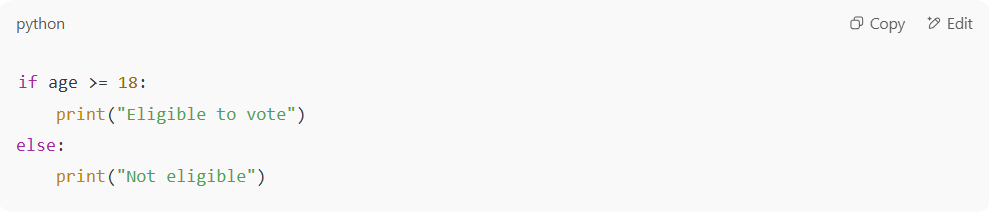 python
Copy
Edit
if age >= 18:
    print("Eligible to vote")
else:
    print("Not eligible")